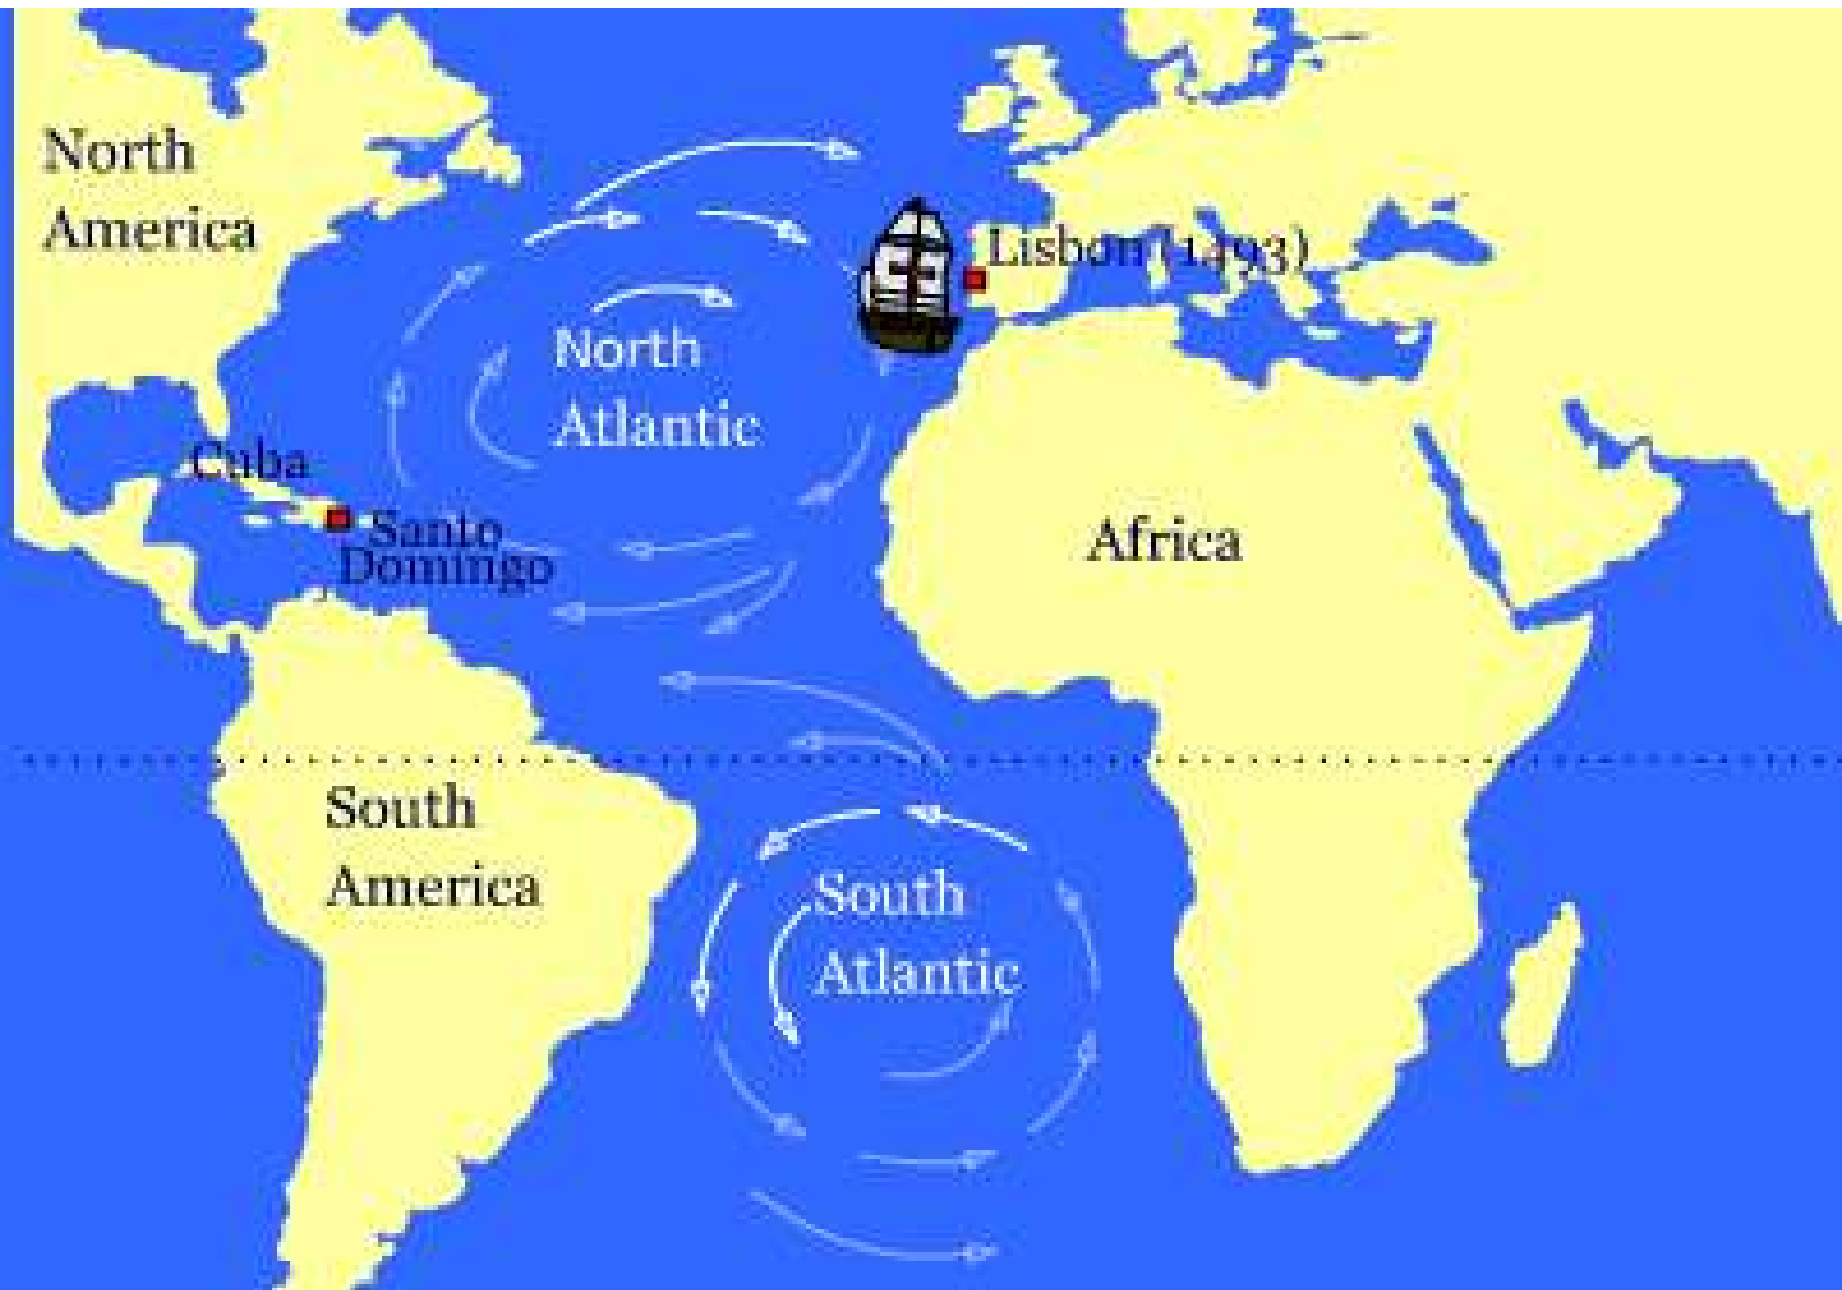 North
America
Lisbon (1493)
North
Atlantic
Cuba
Santo
Domingo
Africa
South
America
South
Atlantic